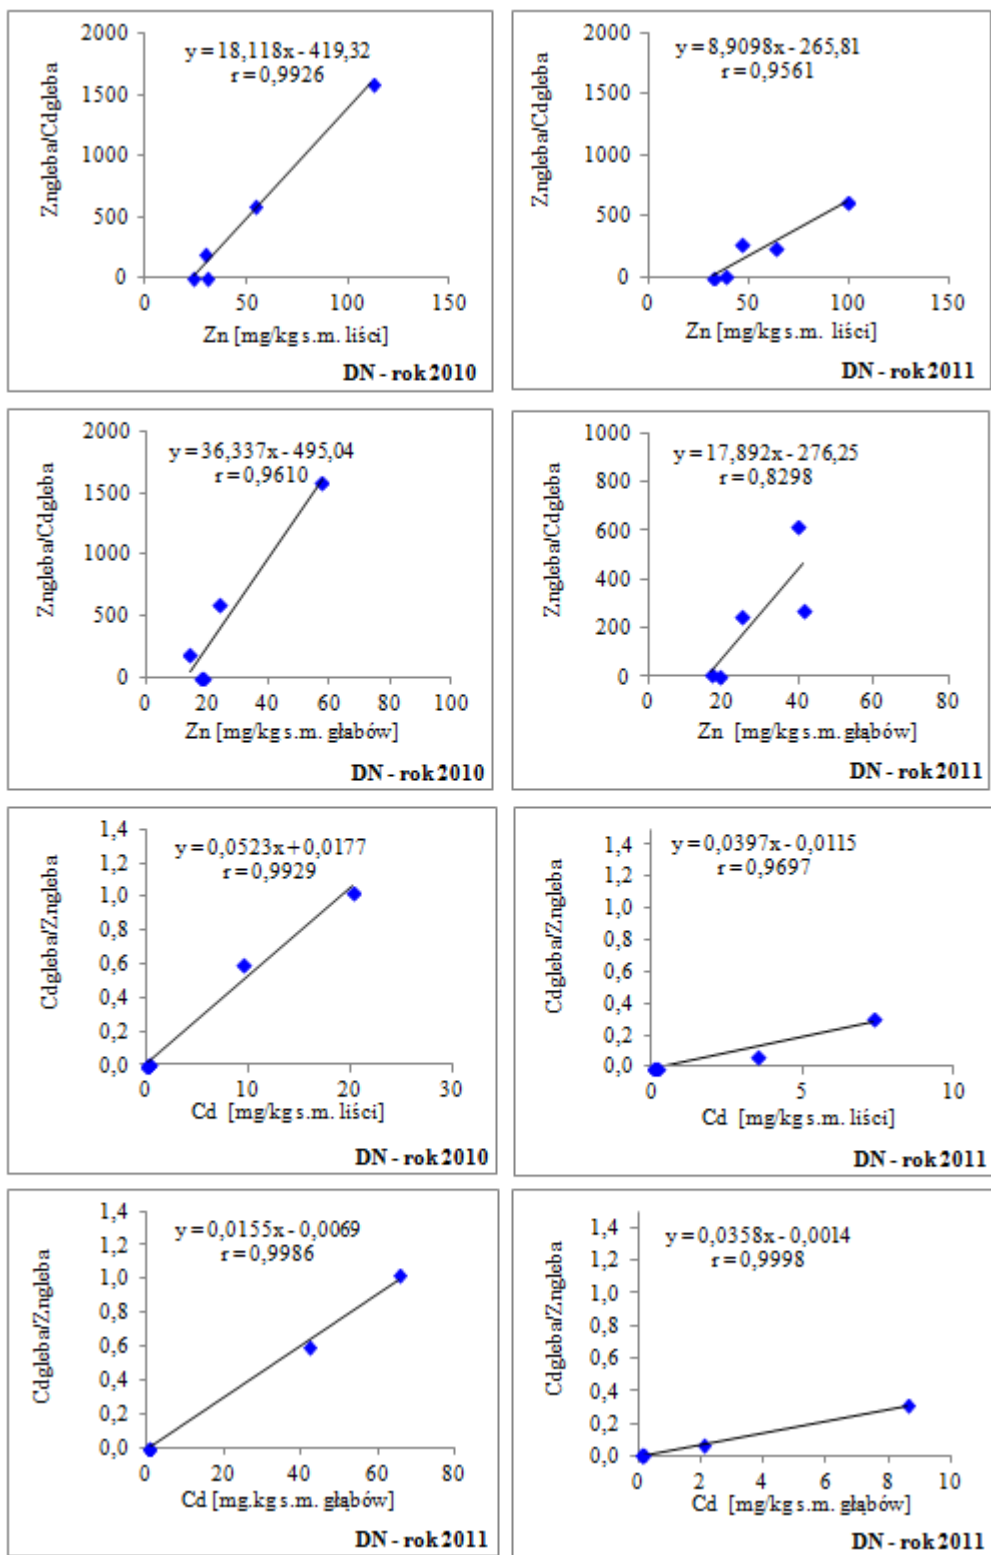 y = 18,118x - 419,32
r = 0,9926
Zngleba/Cdgleba
2000
1500
1000
500
0
0 50 100 150
Zn [mg/kg s.m. liści]
DN - rok 2010
y = 8,9098x - 265,81
r = 0,9561
Zngleba/Cdgleba
2000
1500
1000
500
0
0 50 100 150
Zn [mg/kg s.m. liści]
DN - rok 2011
y = 36,337x - 495,04
r = 0,9610
Zngleba/Cdgleba
2000
1500
1000
500
0
0 20 40 60 80 100
Zn [mg/kg s.m. głąbów]
DN - rok 2010
y = 17,892x - 276,25
r = 0,8298
Zngleba/Cdgleba
1000
800
600
400
200
0
0 20 40 60 80
Zn [mg/kg s.m. głąbów]
DN - rok 2011
y = 0,0523x + 0,0177
r = 0,9929
Cdgleba/Zngleba
1,4
1,2
1,0
0,8
0,6
0,4
0,2
0,0
0 10 20 30
Cd [mg/kg s.m. liści]
DN - rok 2010
y = 0,0397x - 0,0115
r = 0,9697
Cdgleba/Zngleba
1,4
1,2
1,0
0,8
0,6
0,4
0,2
0,0
0 5 10
Cd [mg/kg s.m. liści]
DN - rok 2011
y = 0,0155x - 0,0069
r = 0,9986
Cdgleba/Zngleba
1,4
1,2
1,0
0,8
0,6
0,4
0,2
0,0
0 20 40 60 80
Cd [mg.kg s.m. głąbów]
DN - rok 2011
y = 0,0358x - 0,0014
r = 0,9998
Cdgleba/Zngleba
1,4
1,2
1,0
0,8
0,6
0,4
0,2
0,0
0 2 4 6 8 10
Cd [mg/kg s.m. głąbów]
DN - rok 2011